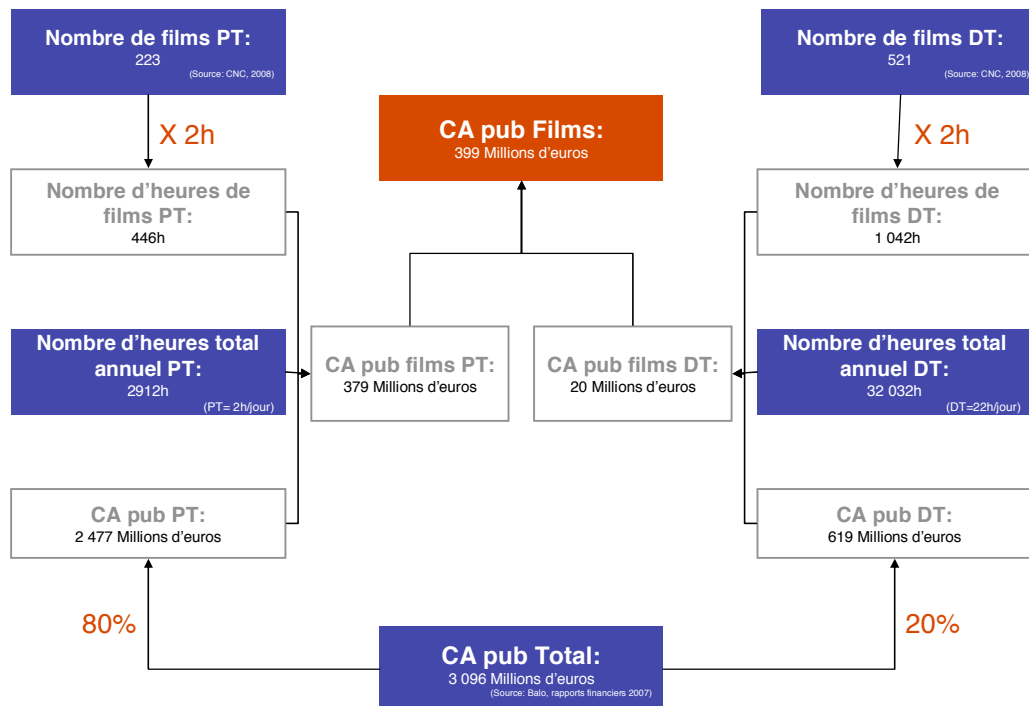 Nombre de films PT:
223
(Source: CNC, 2008)
Nombre de films DT:
521
(Source: CNC, 2008)
X 2h
CA pub Films:
399 Millions d’euros
X 2h
Nombre d’heures de
films PT:
446h
Nombre d’heures de
films DT:
1 042h
Nombre d’heures total
annuel PT:
2912h
(PT= 2h/jour)
CA pub films PT:
379 Millions d’euros
CA pub films DT:
20 Millions d’euros
Nombre d’heures total
annuel DT:
32 032h
(DT=22h/jour)
CA pub PT:
2 477 Millions d’euros
CA pub DT:
619 Millions d’euros
80%
20%
CA pub Total:
3 096 Millions d’euros
(Source: Balo, rapports financiers 2007)